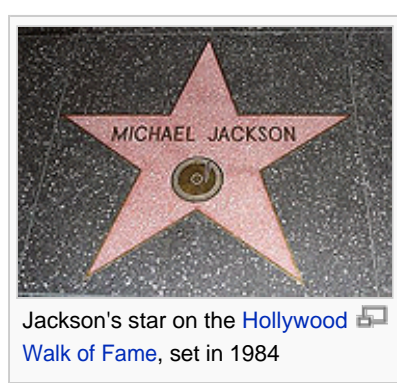 MICHAEL JACKSON
Jackson's star on the Hollywood
Walk of Fame, set in 1984